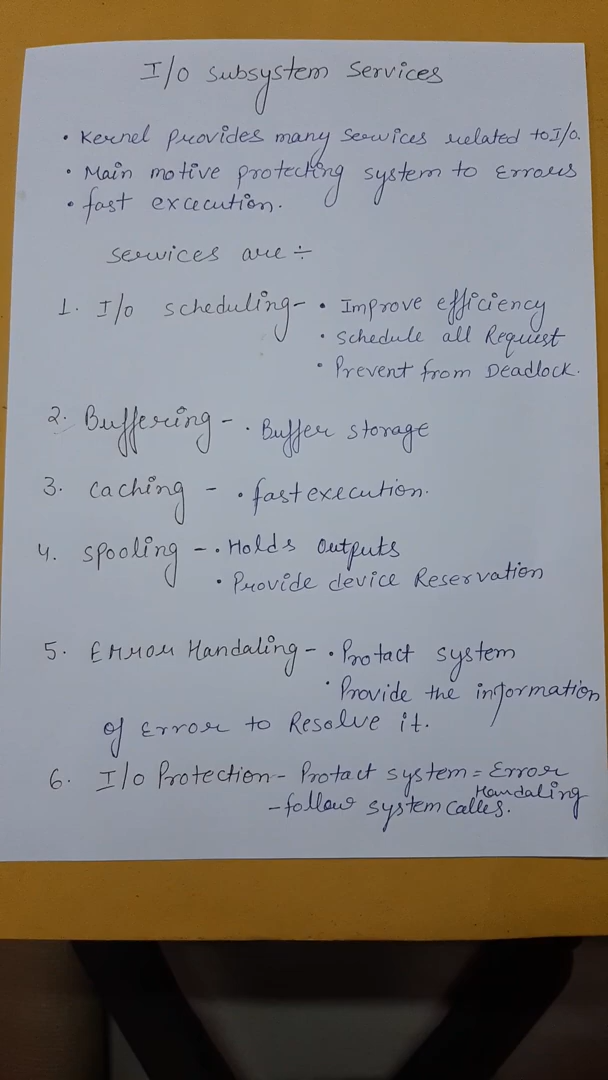 I/O Subsystem Services
• Kernel provides many services related to I/O.
• Main motive protecting system to Errors
• fast excecution.
Services are ÷
1. I/O scheduling - • Improve efficiency
• Schedule all Request
• Prevent from Deadlock.
2. Buffering - • Buffer storage
3. caching - • fast execution.
4. Spooling - • Holds Outputs
• Provide device Reservation
5. Error Handaling - • Protact system
• Provide the information
of Error to Resolve it.
6. I/O Protection - Protact system = Error
Handaling
- follow system calles.